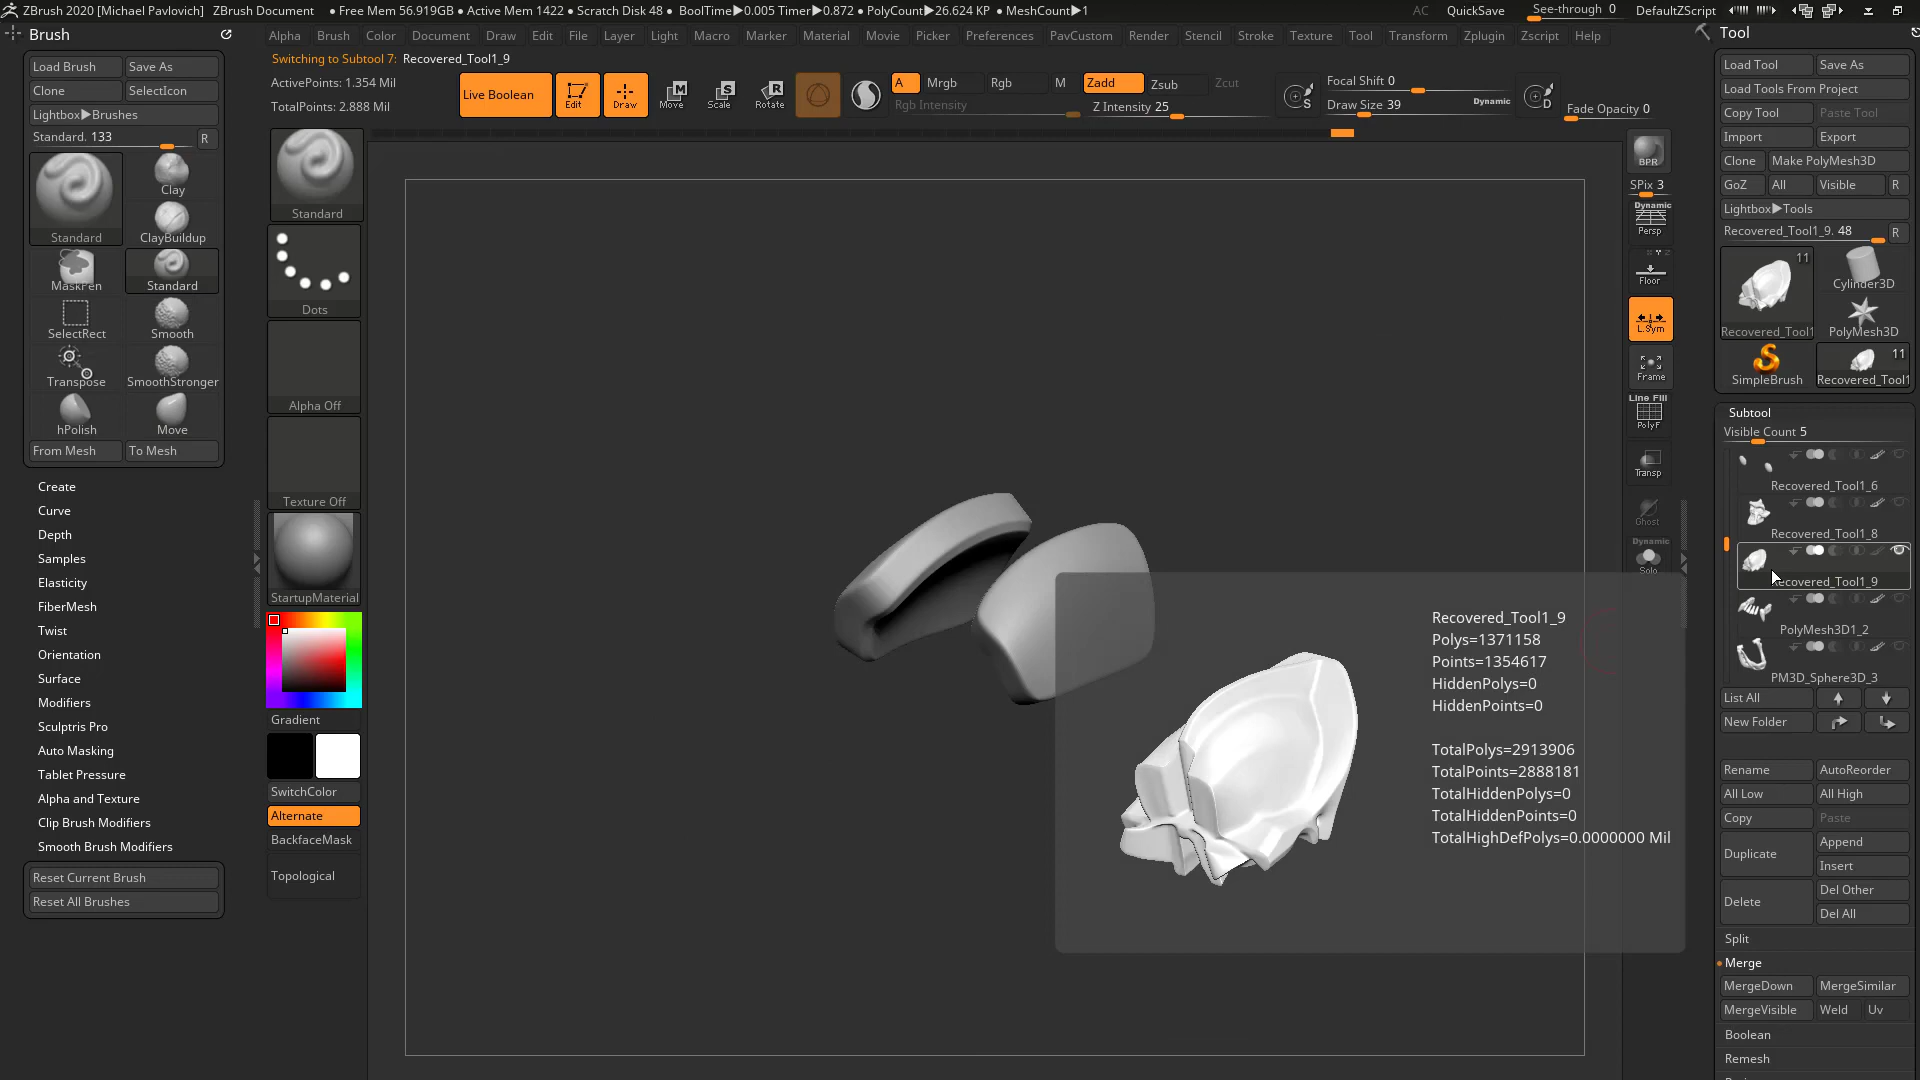 ZBrush 2020 [Michael Pavlovich] ZBrush Document • Free Mem 56.919GB • Active Mem 1422 • Scratch Disk 48 • BoolTime▶0.005 Timer▶0.872 • PolyCount▶26.624 KP • MeshCount▶1 AC QuickSave See-through 0 DefaultZScript
Brush
Alpha Brush Color Document Draw Edit File Layer Light Macro Marker Material Movie Picker Preferences PavCustom Render Stencil Stroke Texture Tool Transform Zplugin Zscript Help
Tool
Switching to Subtool 7: Recovered_Tool1_9
Load Brush Save As
Clone SelectIcon
Lightbox▶Brushes
Standard. 133 R
Standard
Clay
ClayBuildup
MaskPen Standard
SelectRect Smooth
Transpose SmoothStronger
hPolish Move
From Mesh To Mesh
Create
Curve
Depth
Samples
Elasticity
FiberMesh
Twist
Orientation
Surface
Modifiers
Sculptris Pro
Auto Masking
Tablet Pressure
Alpha and Texture
Clip Brush Modifiers
Smooth Brush Modifiers
Reset Current Brush
Reset All Brushes
ActivePoints: 1.354 Mil
TotalPoints: 2.888 Mil
Live Boolean Edit Draw Move Scale Rotate
A Mrgb Rgb M Zadd Zsub Zcut
Rgb Intensity Z Intensity 25
S Focal Shift 0
Draw Size 39 Dynamic D Fade Opacity 0
Standard
Dots
Alpha Off
Texture Off
StartupMaterial
Gradient
SwitchColor
Alternate
BackfaceMask
Topological
BPR
SPix 3
Dynamic
Persp
Floor
L.Sym
Frame
Line Fill
PolyF
Transp
Ghost
Dynamic
Solo
Recovered_Tool1_9
Polys=1371158
Points=1354617
HiddenPolys=0
HiddenPoints=0
TotalPolys=2913906
TotalPoints=2888181
TotalHiddenPolys=0
TotalHiddenPoints=0
TotalHighDefPolys=0.0000000 Mil
Load Tool Save As
Load Tools From Project
Copy Tool Paste Tool
Import Export
Clone Make PolyMesh3D
GoZ All Visible R
Lightbox▶Tools
Recovered_Tool1_9. 48 R
11
Recovered_Tool1
Cylinder3D
PolyMesh3D
SimpleBrush
11
Recovered_Tool1
Subtool
Visible Count 5
Recovered_Tool1_6
Recovered_Tool1_8
Recovered_Tool1_9
PolyMesh3D1_2
PM3D_Sphere3D_3
List All
New Folder
Rename AutoReorder
All Low All High
Copy Paste
Duplicate Append
Insert
Delete Del Other
Del All
Split
Merge
MergeDown MergeSimilar
MergeVisible Weld Uv
Boolean
Remesh